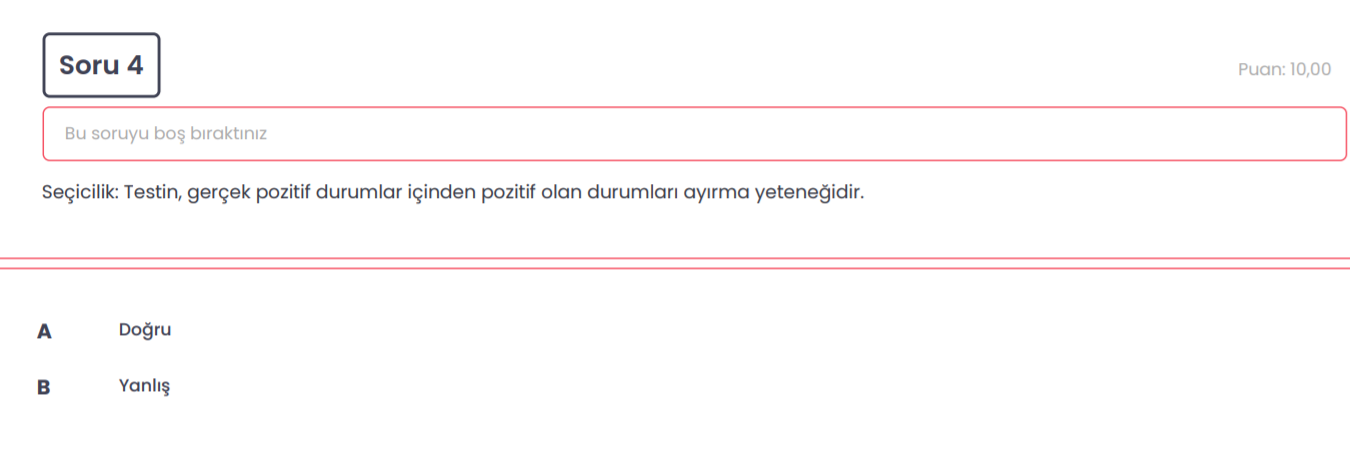 Soru 4
Puan: 10,00
Bu soruyu boş bıraktınız
Seçicilik: Testin, gerçek pozitif durumlar içinden pozitif olan durumları ayırma yeteneğidir.
A Doğru
B Yanlış